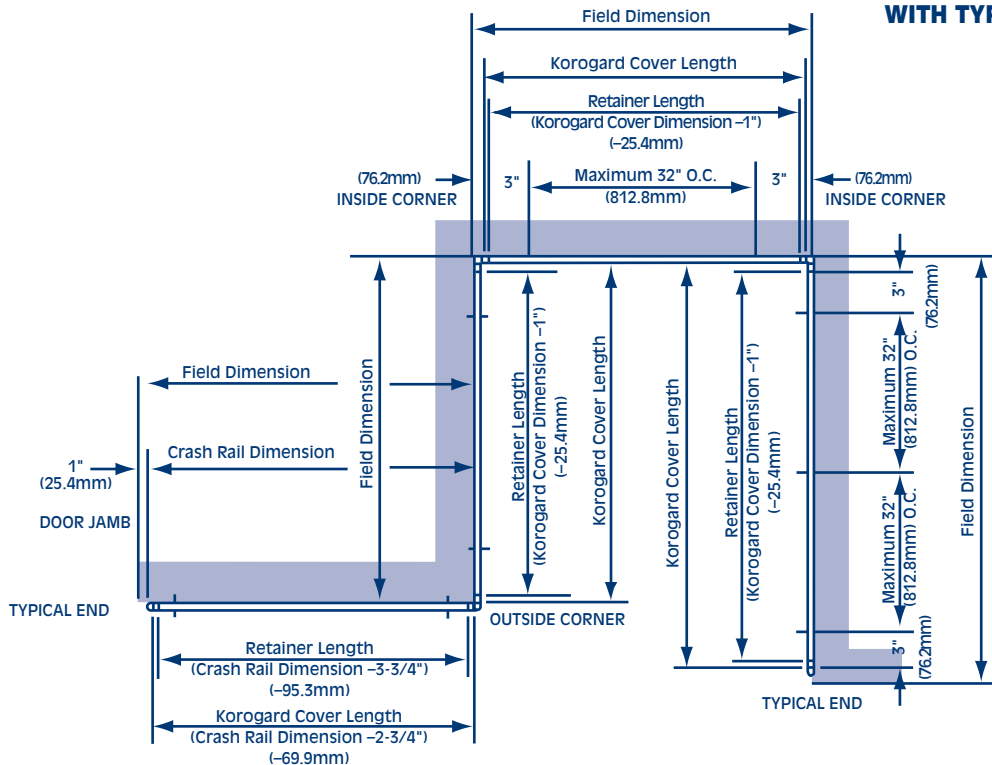 WITH TYP
Field Dimension
Korogard Cover Length
Retainer Length
(Korogard Cover Dimension –1")
(–25.4mm)
(76.2mm)
3"
Maximum 32" O.C.
(812.8mm)
3"
(76.2mm)
INSIDE CORNER
INSIDE CORNER
3"
(76.2mm)
Field Dimension
Crash Rail Dimension
1"
(25.4mm)
DOOR JAMB
TYPICAL END
Field Dimension
Retainer Length
(Korogard Cover Dimension –1")
(–25.4mm)
Korogard Cover Length
Korogard Cover Length
Retainer Length
(Korogard Cover Dimension –1")
(–25.4mm)
Maximum 32"
(812.8mm) O.C.
Maximum 32"
(812.8mm) O.C.
Field Dimension
3"
(76.2mm)
OUTSIDE CORNER
TYPICAL END
Retainer Length
(Crash Rail Dimension –3-3/4")
(–95.3mm)
Korogard Cover Length
(Crash Rail Dimension –2-3/4")
(–69.9mm)